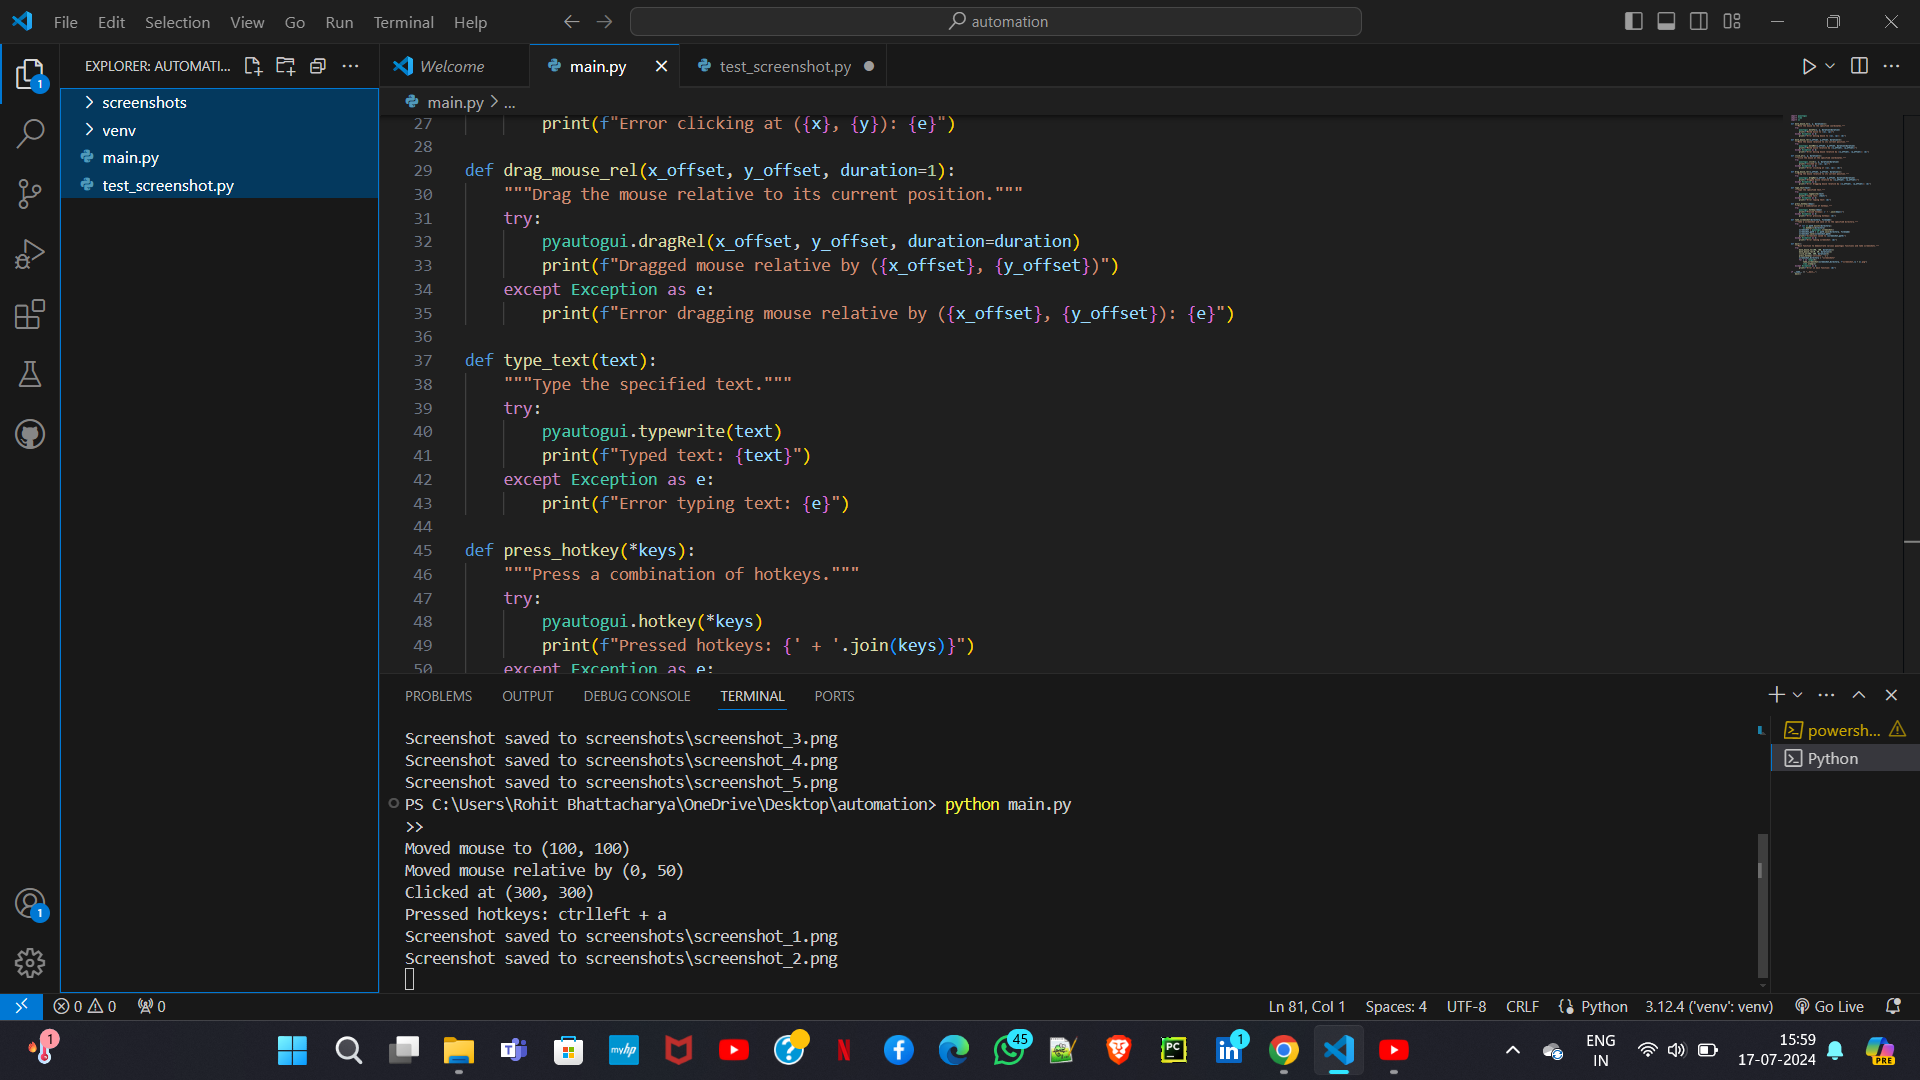 File Edit Selection View Go Run Terminal Help
automation
EXPLORER: AUTOMATI...
Welcome
main.py
test_screenshot.py
1
screenshots
venv
main.py
test_screenshot.py
main.py > ...
27 print(f"Error clicking at ({x}, {y}): {e}")
28
29 def drag_mouse_rel(x_offset, y_offset, duration=1):
30 """Drag the mouse relative to its current position."""
31 try:
32 pyautogui.dragRel(x_offset, y_offset, duration=duration)
33 print(f"Dragged mouse relative by ({x_offset}, {y_offset})")
34 except Exception as e:
35 print(f"Error dragging mouse relative by ({x_offset}, {y_offset}): {e}")
36
37 def type_text(text):
38 """Type the specified text."""
39 try:
40 pyautogui.typewrite(text)
41 print(f"Typed text: {text}")
42 except Exception as e:
43 print(f"Error typing text: {e}")
44
45 def press_hotkey(*keys):
46 """Press a combination of hotkeys."""
47 try:
48 pyautogui.hotkey(*keys)
49 print(f"Pressed hotkeys: {' + '.join(keys)}")
50 except Exception as e:
PROBLEMS OUTPUT DEBUG CONSOLE TERMINAL PORTS
Screenshot saved to screenshots\screenshot_3.png
Screenshot saved to screenshots\screenshot_4.png
Screenshot saved to screenshots\screenshot_5.png
PS C:\Users\Rohit Bhattacharya\OneDrive\Desktop\automation> python main.py
>>
Moved mouse to (100, 100)
Moved mouse relative by (0, 50)
Clicked at (300, 300)
Pressed hotkeys: ctrlleft + a
Screenshot saved to screenshots\screenshot_1.png
Screenshot saved to screenshots\screenshot_2.png
powersh...
Python
1
0 0 0
Ln 81, Col 1 Spaces: 4 UTF-8 CRLF Python 3.12.4 ('venv': venv) Go Live
1
myhp
N
45
PC
in
1
ENG
IN
15:59
17-07-2024
PRE